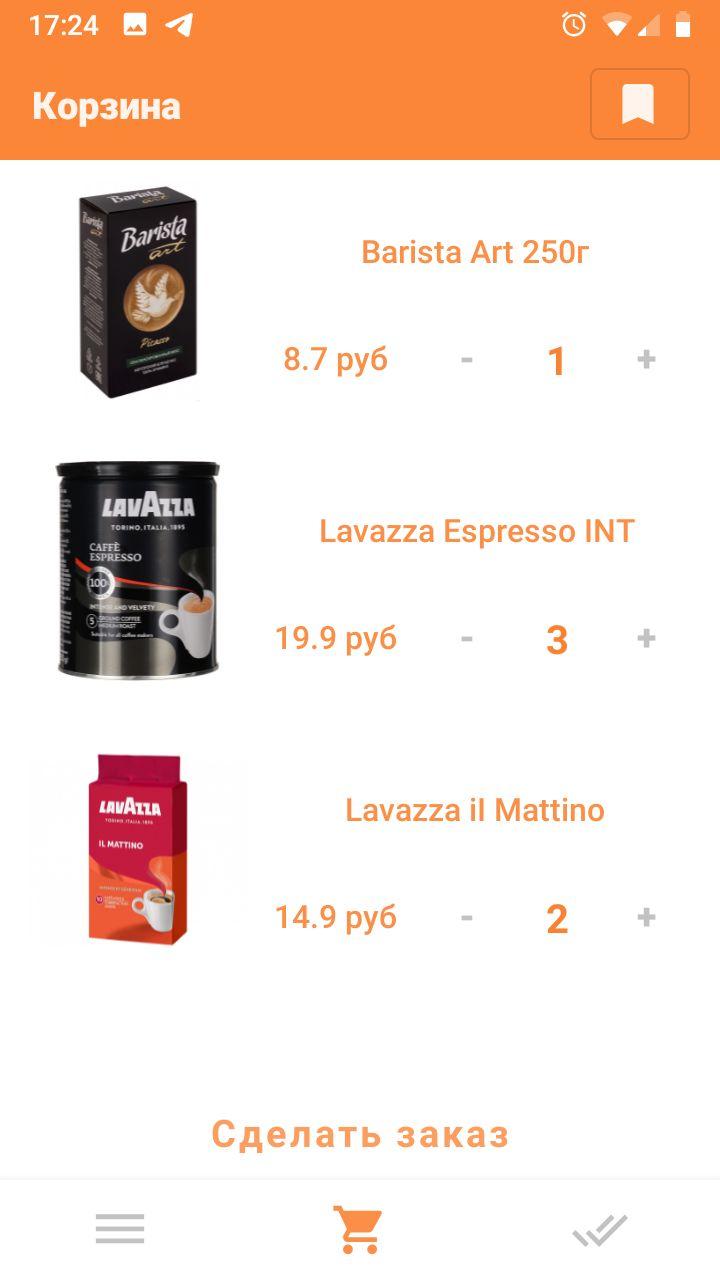 17:24
Корзина
Barista
art
Barista
art
Picasso
Barista Art 250г
8.7 руб - 1 +
LAVAZZA
TORINO, ITALIA, 1895
CAFFÈ
ESPRESSO
100
INTENSE AND VELVETY
5 GROUND COFFEE
MEDIUM ROAST
Suitable for all coffee makers
Lavazza Espresso INT
19.9 руб - 3 +
LAVAZZA
TORINO, ITALIA, 1895
IL MATTINO
Lavazza il Mattino
14.9 руб - 2 +
Сделать заказ